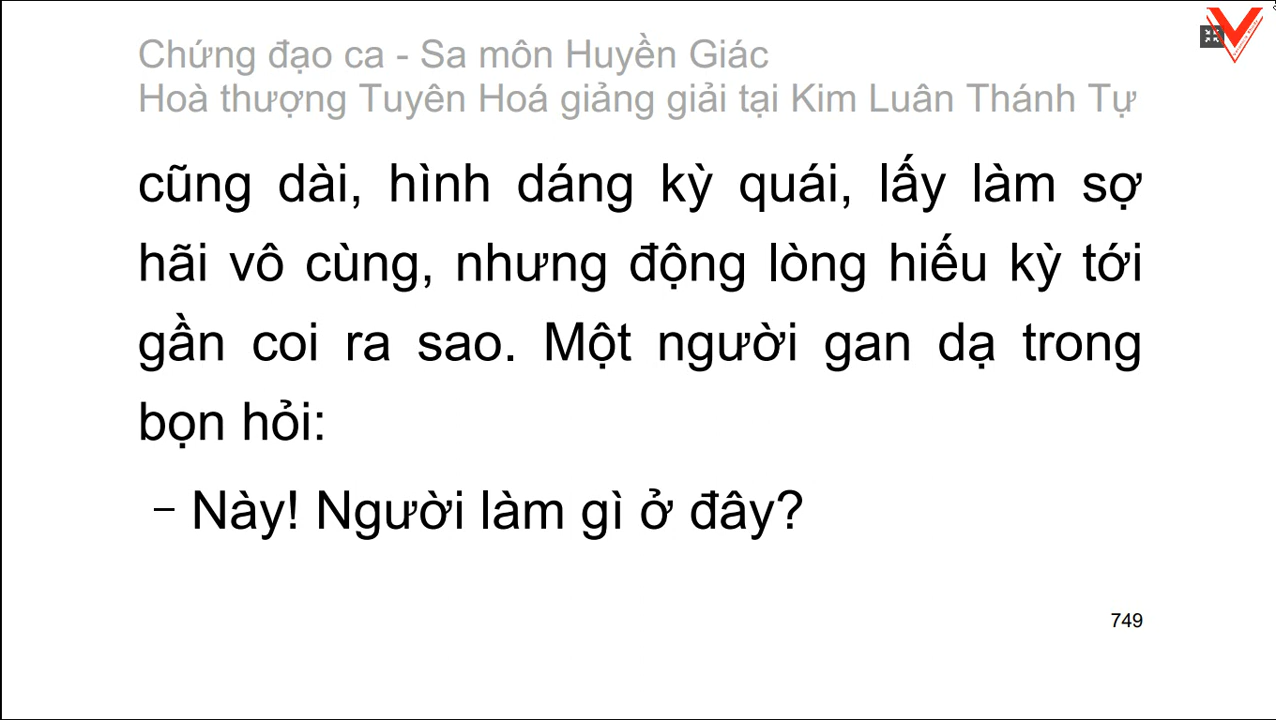 Chứng đạo ca - Sa môn Huyền Giác
Hoà thượng Tuyên Hoá giảng giải tại Kim Luân Thánh Tự
cũng dài, hình dáng kỳ quái, lấy làm sợ
hãi vô cùng, nhưng động lòng hiếu kỳ tới
gần coi ra sao. Một người gan dạ trong
bọn hỏi:
– Này! Người làm gì ở đây?
749